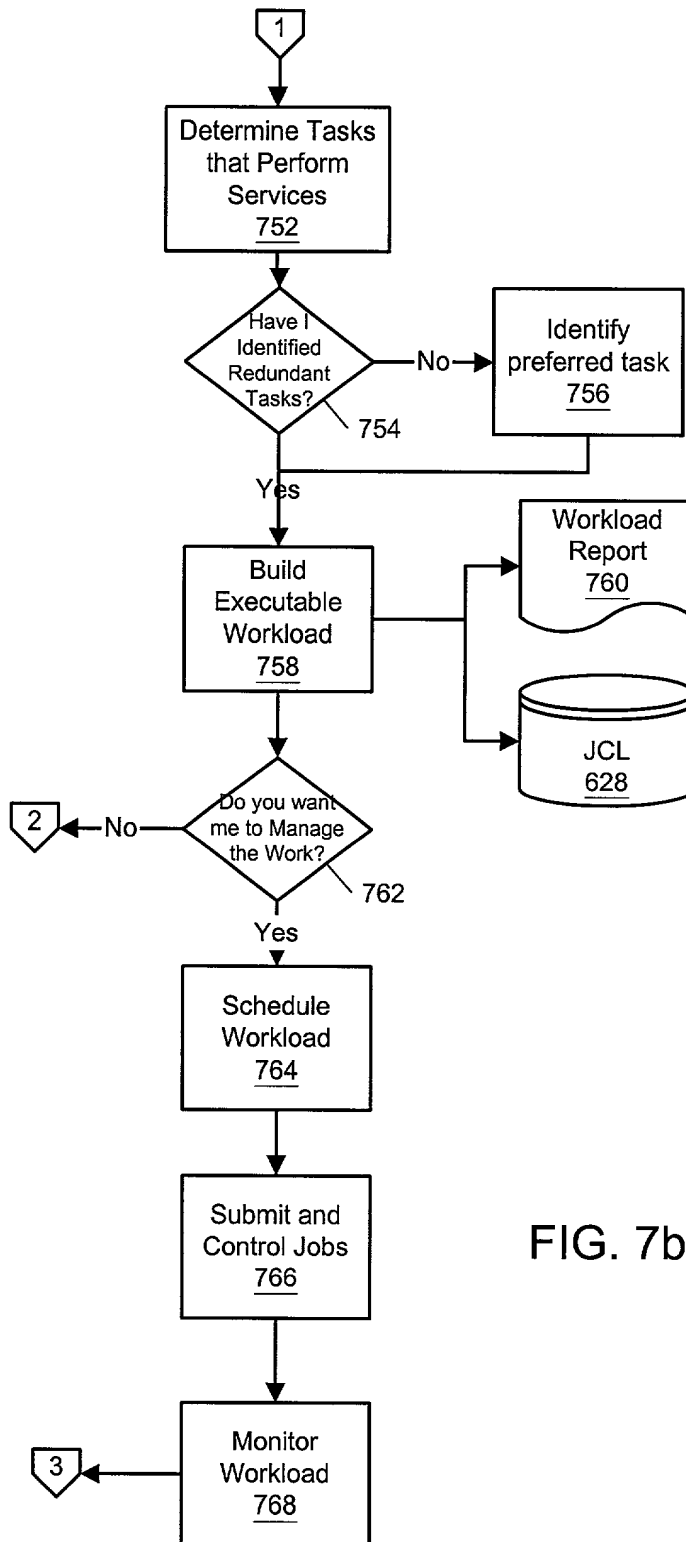 1
Determine Tasks
that Perform
Services
752
Have I
Identified
Redundant
Tasks?
754
No
Identify
preferred task
756
Yes
Build
Executable
Workload
758
Workload
Report
760
JCL
628
Do you want
me to Manage
the Work?
762
No
2
Yes
Schedule
Workload
764
Submit and
Control Jobs
766
FIG. 7b
Monitor
Workload
768
3